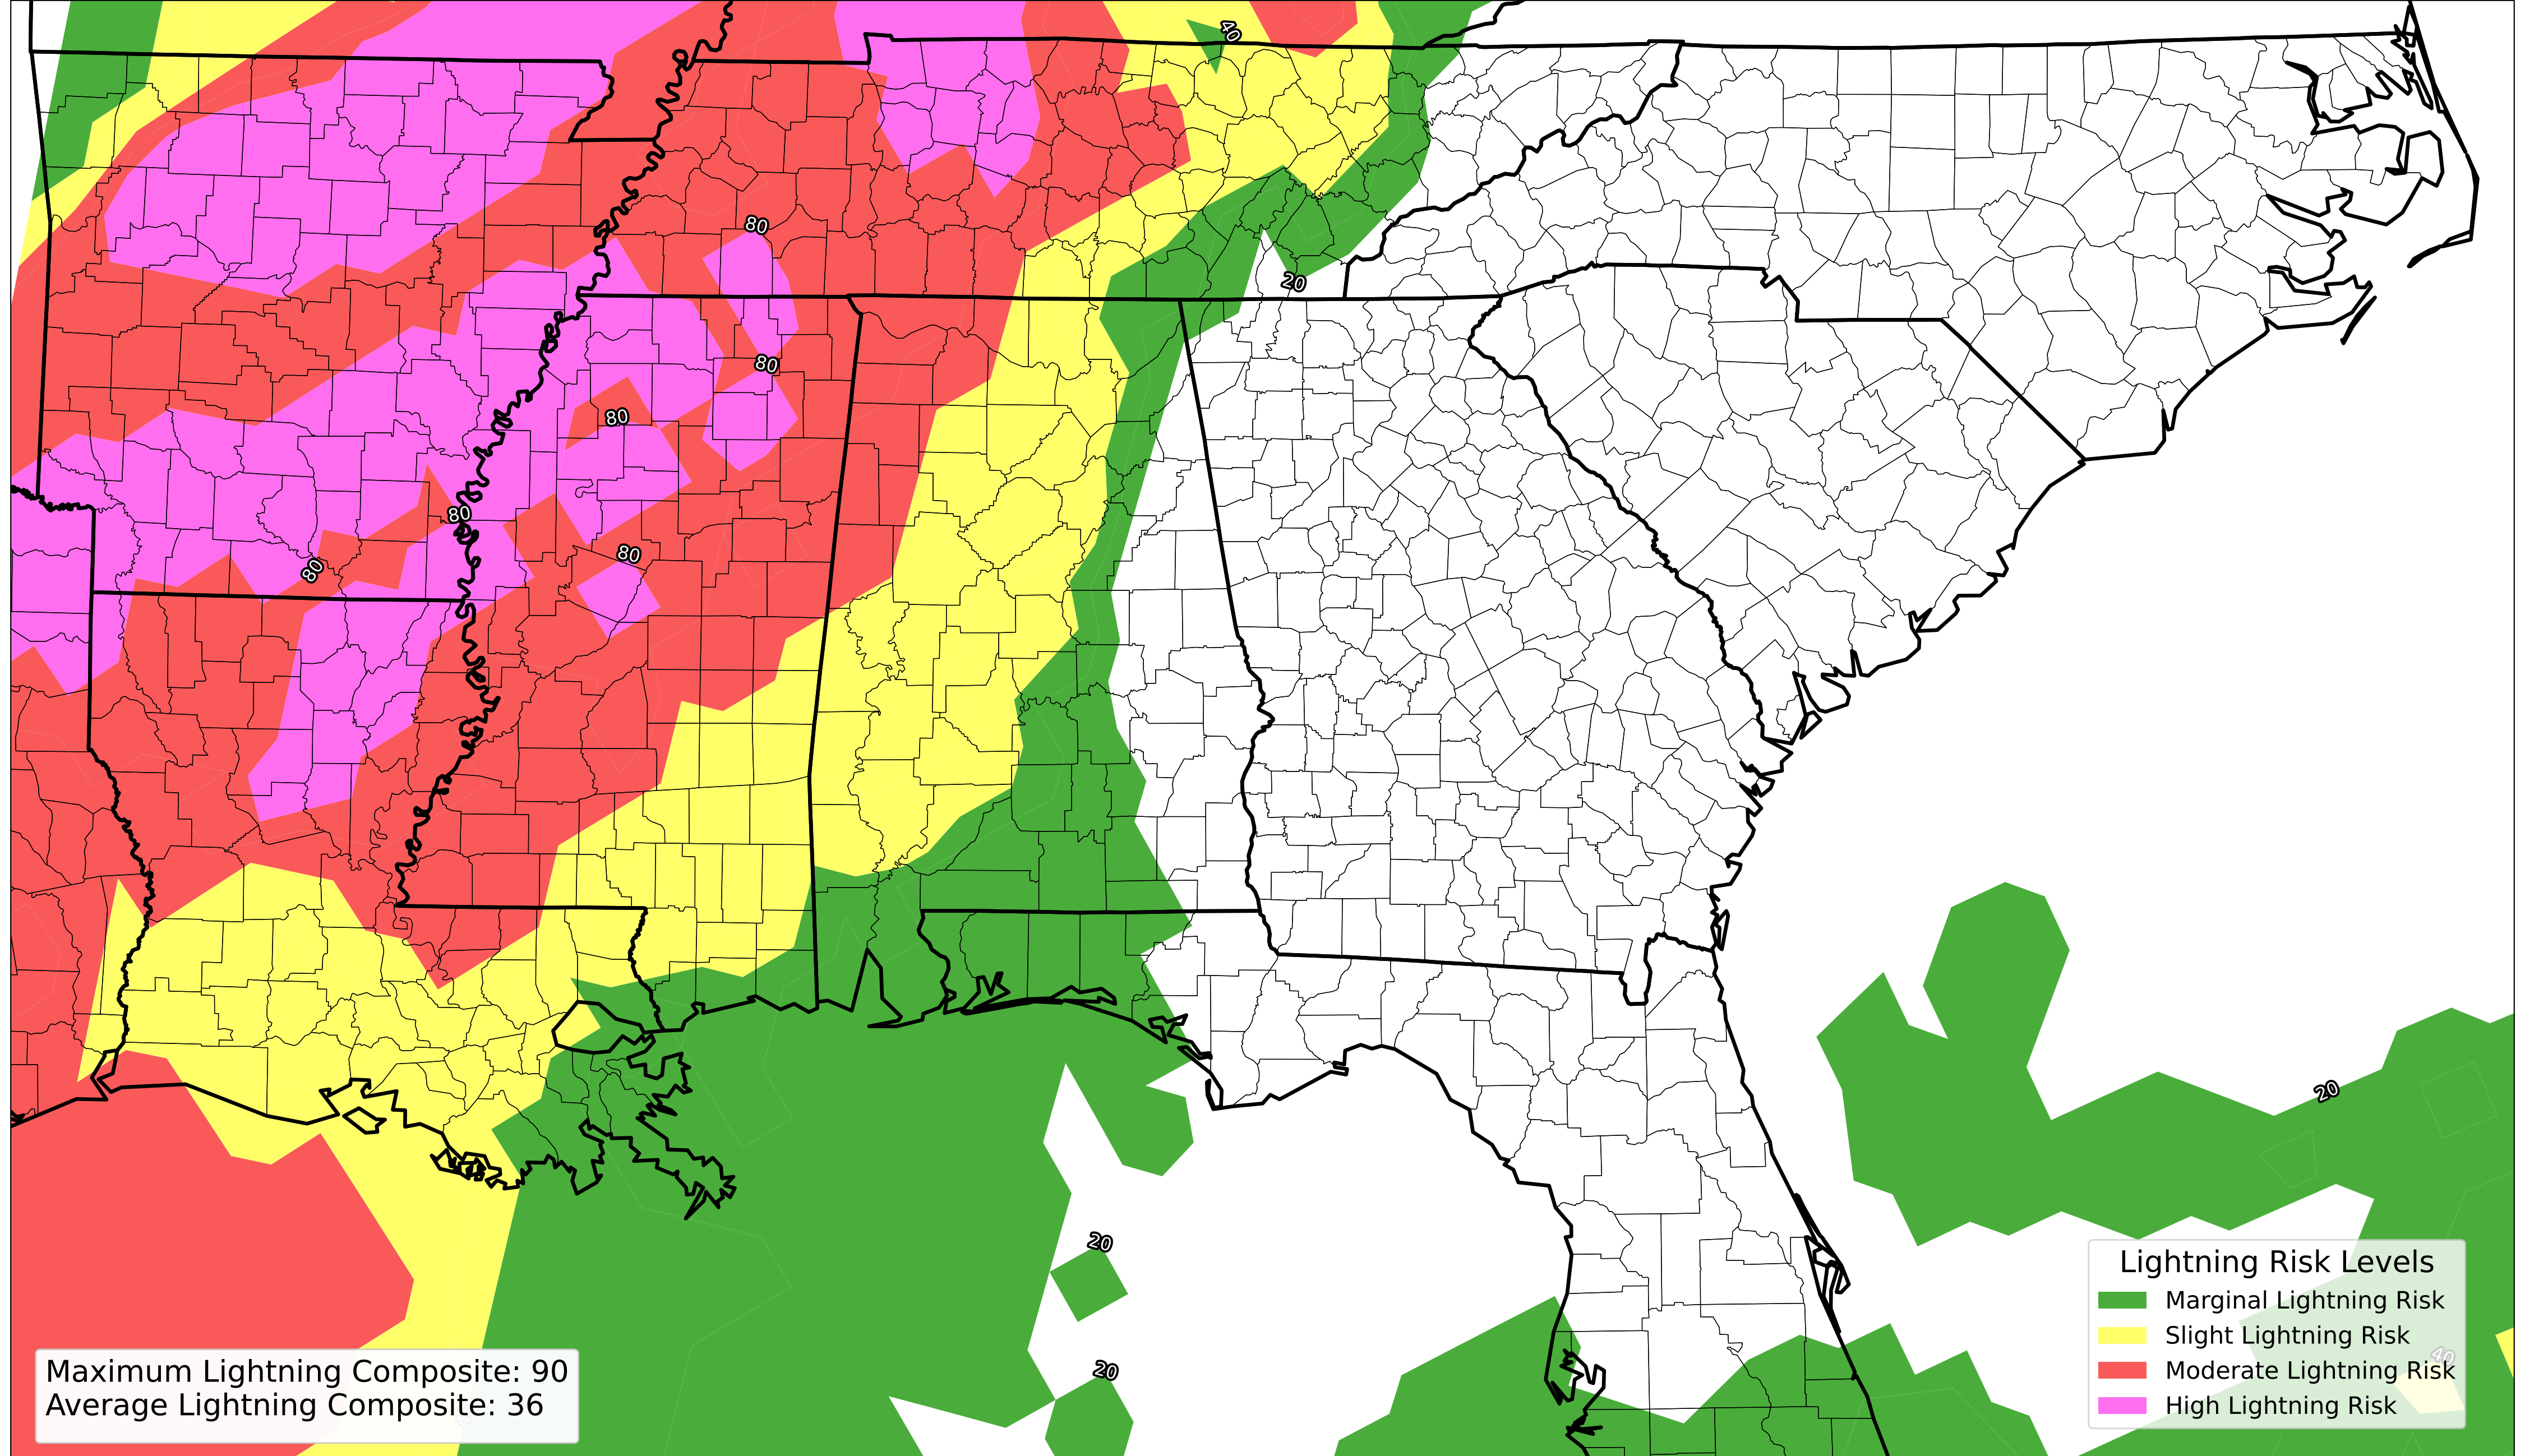 40
80
20
80
80
80
80
80
20
20
20
Lightning Risk Levels
Marginal Lightning Risk
Slight Lightning Risk
Moderate Lightning Risk
High Lightning Risk
40
Maximum Lightning Composite: 90
Average Lightning Composite: 36